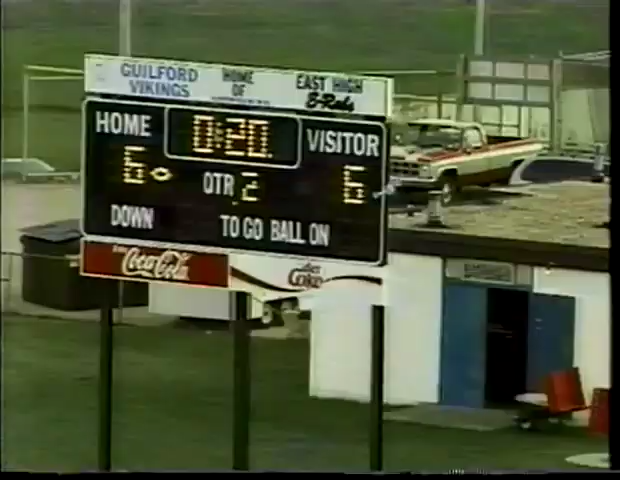 GUILFORD
VIKINGS
HOME
OF
EAST HIGH
E-Rabs
HOME
0:20
VISITOR
6
QTR 2
6
DOWN
TO GO BALL ON
Coca-Cola
Coke